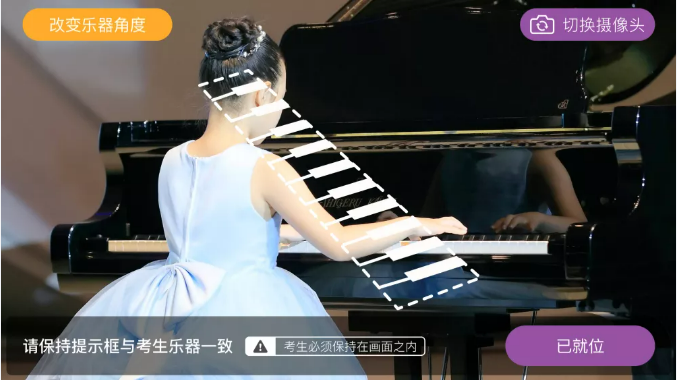 改变乐器角度
切换摄像头
请保持提示框与考生乐器一致
考生必须保持在画面之内
已就位